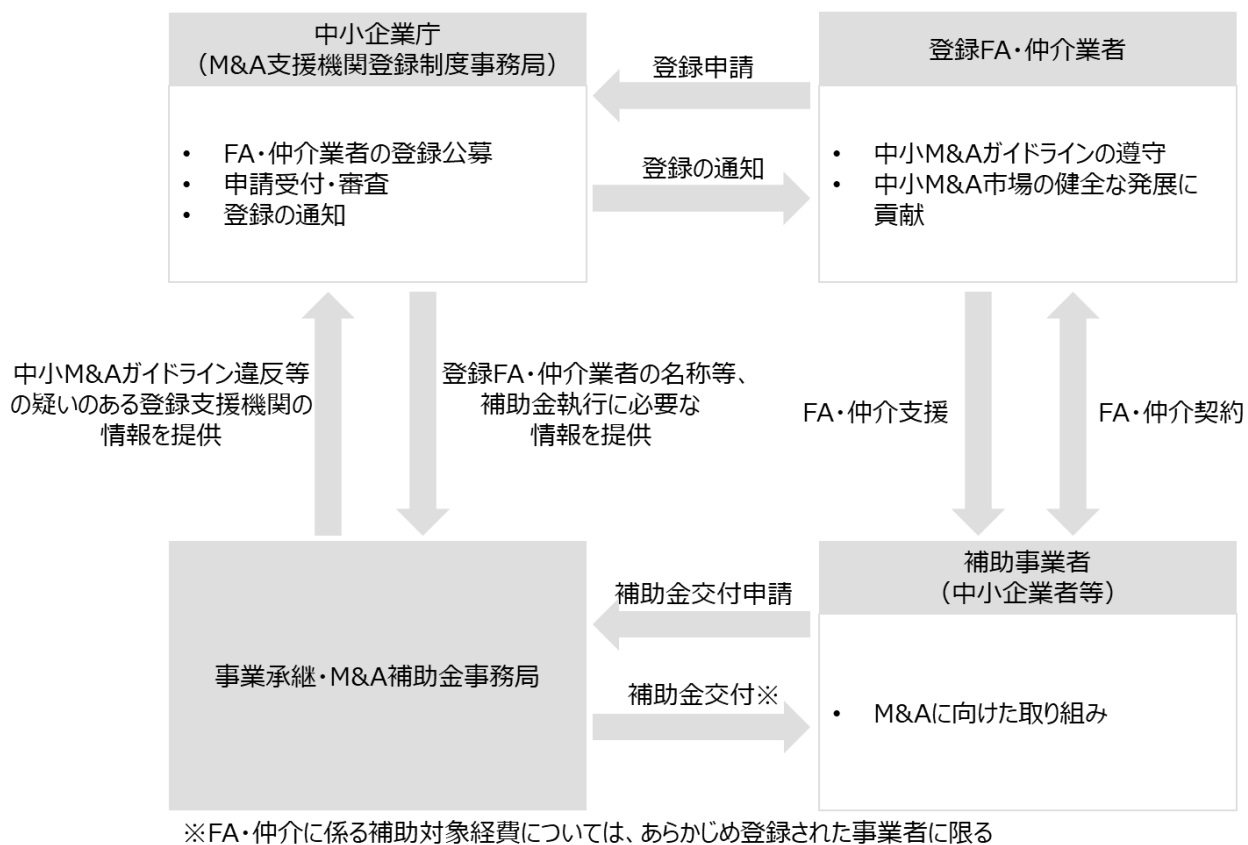 中小企業庁
（M&A支援機関登録制度事務局）
• FA・仲介業者の登録公募
• 申請受付・審査
• 登録の通知
登録申請
登録の通知
登録FA・仲介業者
• 中小M&Aガイドラインの遵守
• 中小M&A市場の健全な発展に
貢献
中小M&Aガイドライン違反等
の疑いのある登録支援機関の
情報を提供
登録FA・仲介業者の名称等、
補助金執行に必要な
情報を提供
FA・仲介支援
FA・仲介契約
事業承継・M&A補助金事務局
補助金交付申請
補助金交付※
補助事業者
（中小企業者等）
• M&Aに向けた取り組み
※FA・仲介に係る補助対象経費については、あらかじめ登録された事業者に限る